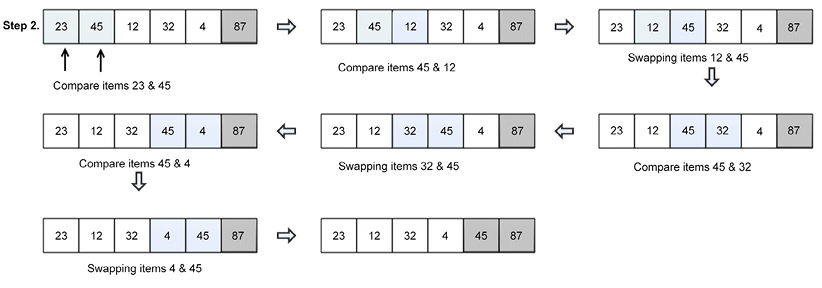 Step 2. 23 45 12 32 4 87
23 45 12 32 4 87
23 12 45 32 4 87
Compare items 23 & 45
Compare items 45 & 12
Swapping items 12 & 45
23 12 32 45 4 87
23 12 32 45 4 87
23 12 45 32 4 87
Compare items 45 & 4
Swapping items 32 & 45
Compare items 45 & 32
23 12 32 4 45 87
23 12 32 4 45 87
Swapping items 4 & 45